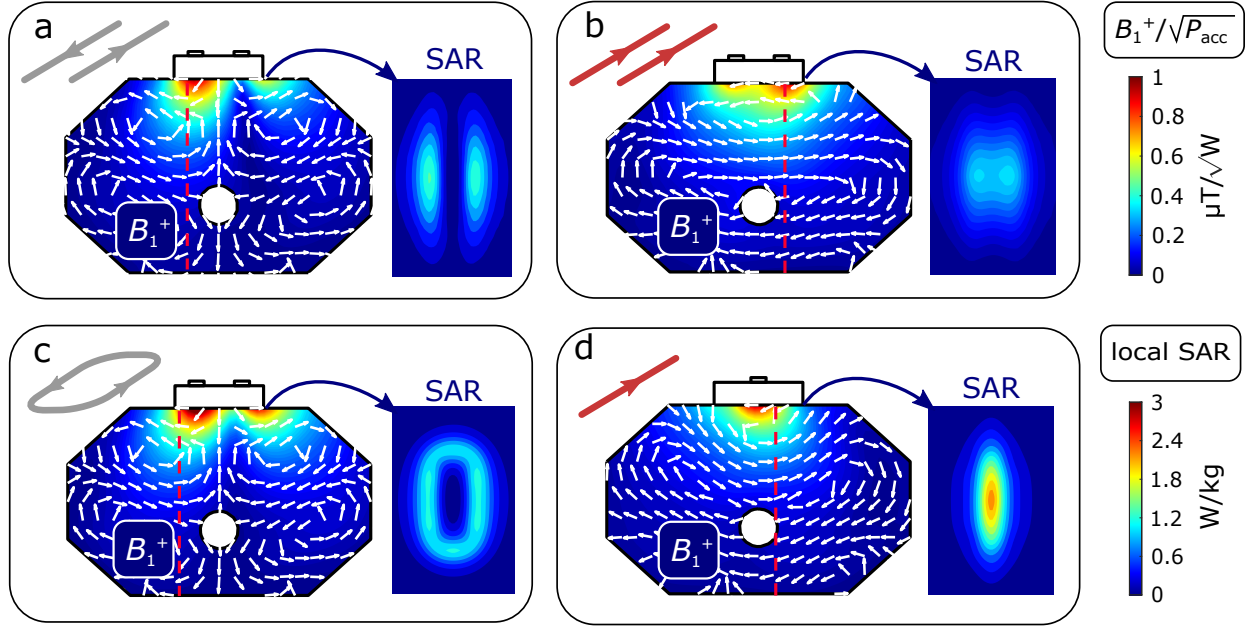 a
SAR
B₁⁺
b
SAR
B₁⁺
B₁⁺/√P_acc
1
0.8
0.6
0.4
0.2
0
µT/√W
c
SAR
B₁⁺
d
SAR
B₁⁺
local SAR
3
2.4
1.8
1.2
0.6
0
W/kg